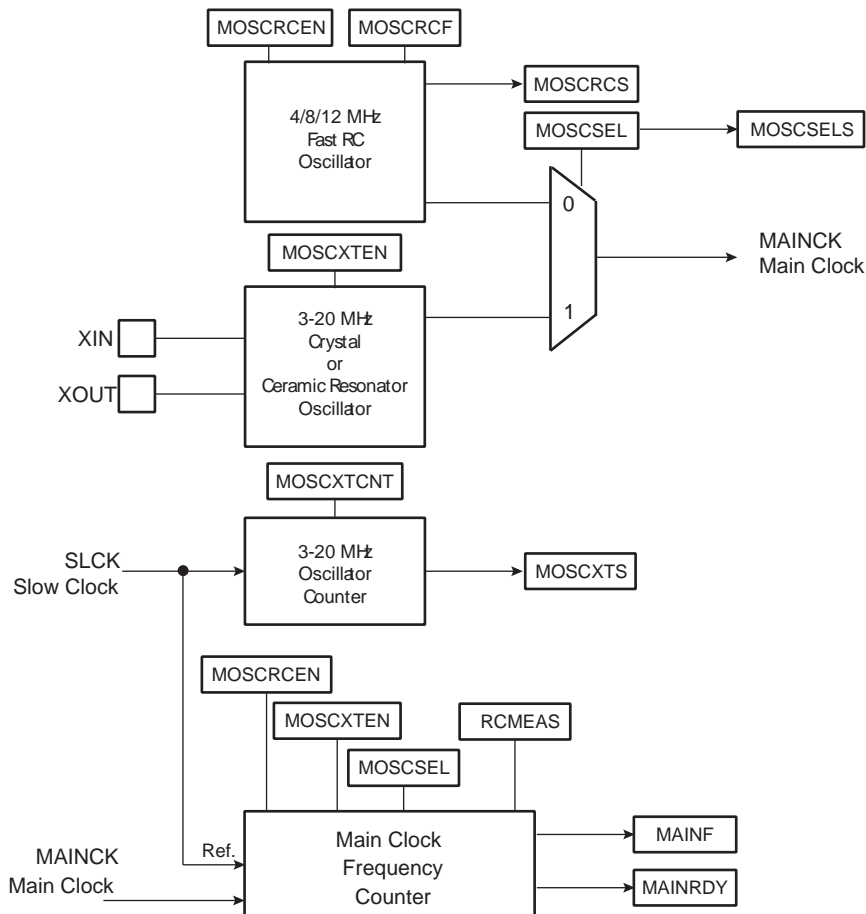 MOSCRCEN
MOSCRCF
4/8/12 MHz
Fast RC
Oscillator
MOSCRCS
MOSCSEL
MOSCSELS
0
MAINCK
Main Clock
MOSCXTEN
1
XIN
XOUT
3-20 MHz
Crystal
or
Ceramic Resonator
Oscillator
MOSCXTCNT
SLCK
Slow Clock
3-20 MHz
Oscillator
Counter
MOSCXTS
MOSCRCEN
MOSCXTEN
RCMEAS
MOSCSEL
MAINCK
Main Clock
Ref.
Main Clock
Frequency
Counter
MAINF
MAINRDY